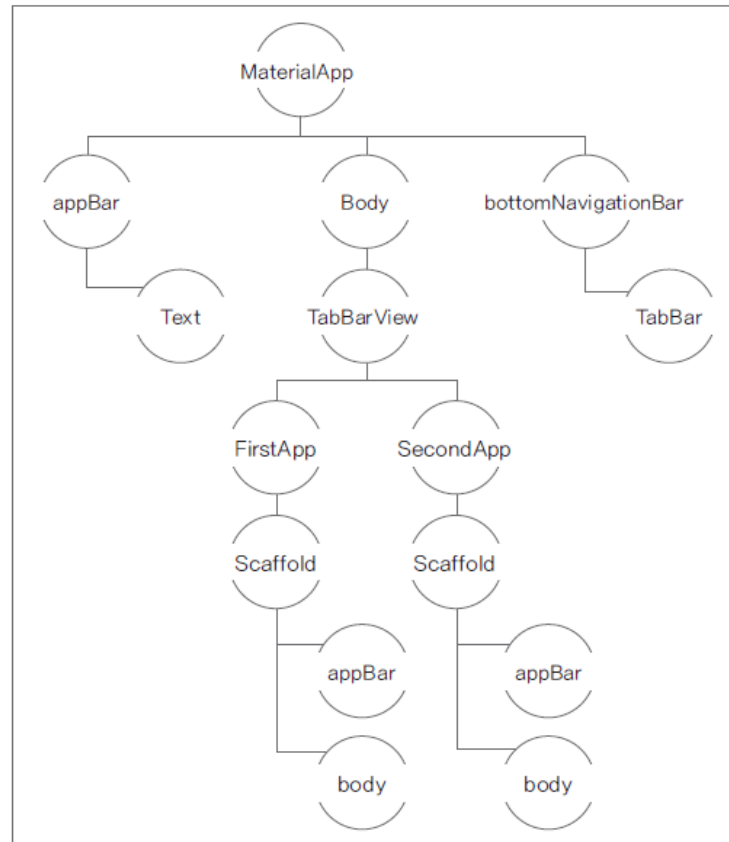 MaterialApp
appBar
Body
bottomNavigationBar
Text
TabBarView
TabBar
FirstApp
SecondApp
Scaffold
Scaffold
appBar
appBar
body
body